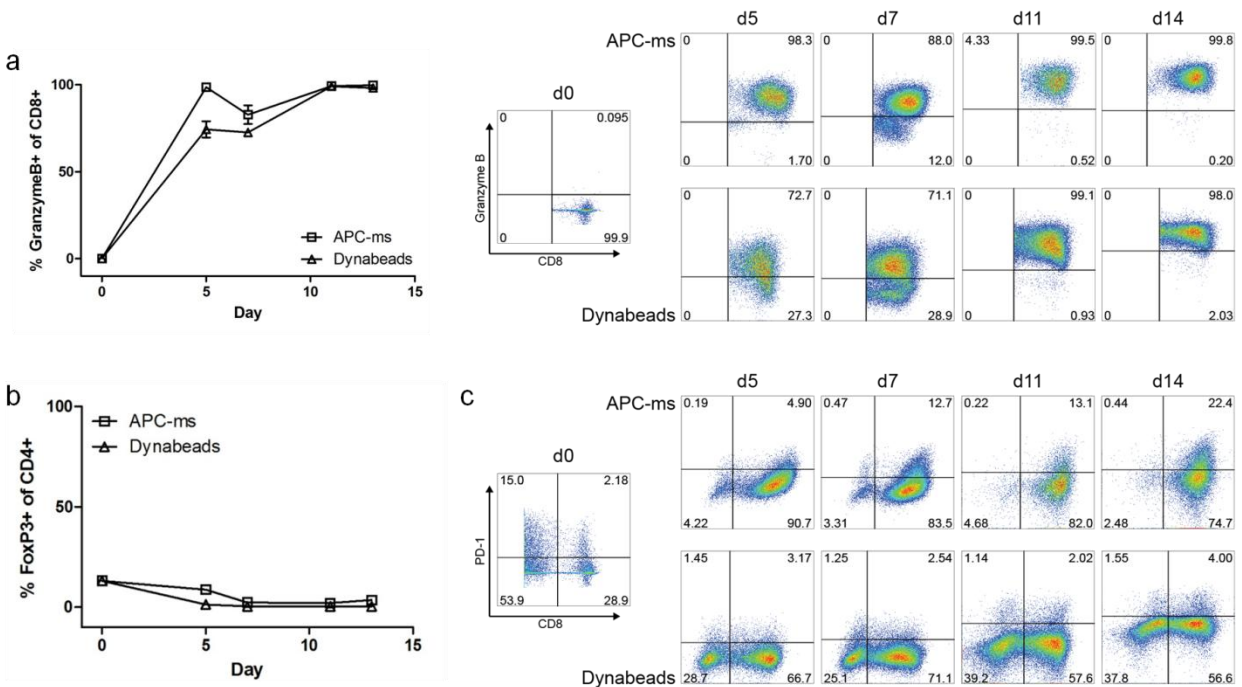 a
100
50
0
% GranzymeB+ of CD8+
APC-ms
Dynabeads
0 5 10 15
Day
d0
0 0.095
0 99.9
Granzyme B
CD8
d5 d7 d11 d14
APC-ms
0 98.3 0 88.0 4.33 99.5 0 99.8
0 1.70 0 12.0 0 0.52 0 0.20
0 72.7 0 71.1 0 99.1 0 98.0
0 27.3 0 28.9 0 0.93 0 2.03
Dynabeads
b
100
50
0
% FoxP3+ of CD4+
APC-ms
Dynabeads
0 5 10 15
Day
c
d0
15.0 2.18
53.9 28.9
PD-1
CD8
d5 d7 d11 d14
APC-ms
0.19 4.90 0.47 12.7 0.22 13.1 0.44 22.4
4.22 90.7 3.31 83.5 4.68 82.0 2.48 74.7
1.45 3.17 1.25 2.54 1.14 2.02 1.55 4.00
28.7 66.7 25.1 71.1 39.2 57.6 37.8 56.6
Dynabeads